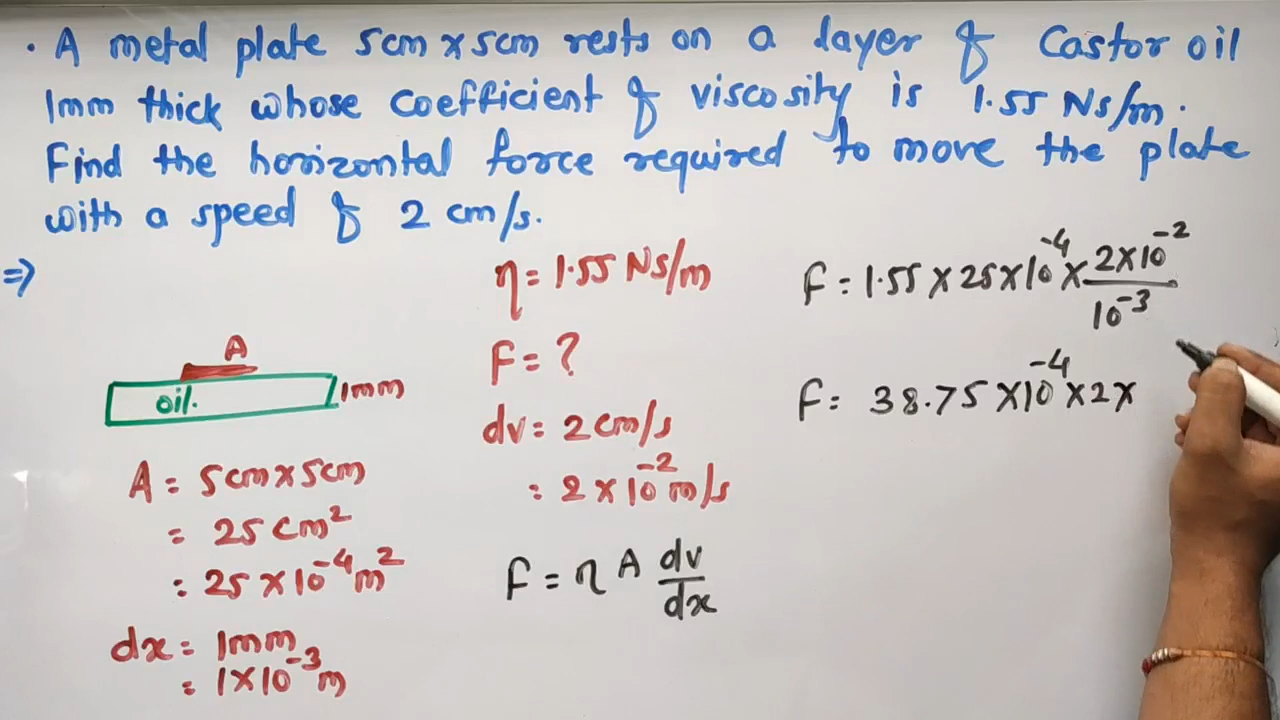 • A metal plate 5cm x 5cm rests on a layer of Castor oil
1mm thick whose coefficient of viscosity is 1.55 Ns/m.
Find the horizontal force required to move the plate
with a speed of 2 cm/s.
⇒
A
oil.
1mm
A = 5cm x 5cm
= 25 cm²
= 25 x 10⁻⁴ m²
dx = 1mm
= 1 x 10⁻³ m
η = 1.55 Ns/m
F = ?
dv = 2 cm/s
= 2 x 10⁻² m/s
F = η A dv/dx
F = 1.55 x 25 x 10⁻⁴ x 2 x 10⁻²/10⁻³
F = 38.75 x 10⁻⁴ x 2 x